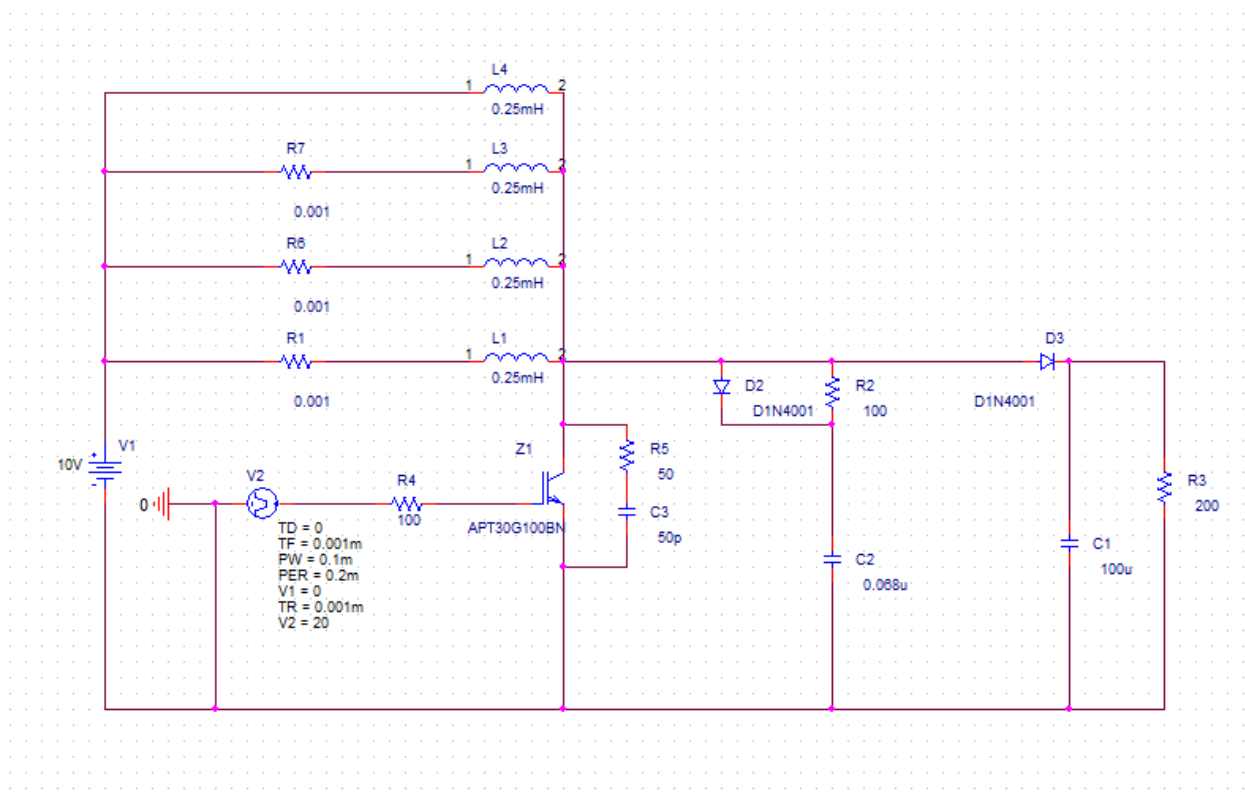 L4
1 2
0.25mH
R7 L3
1 2
0.001 0.25mH
R6 L2
1 2
0.001 0.25mH
R1 L1 D3
1 2
0.001 0.25mH
D2 R2
D1N4001 100 D1N4001
V1
10V
Z1 R5
50
V2 R4 R3
0 100 200
APT30G100BN C3
50p
TD = 0
TF = 0.001m
PW = 0.1m
PER = 0.2m
V1 = 0
TR = 0.001m
V2 = 20
C1
100u
C2
0.068u